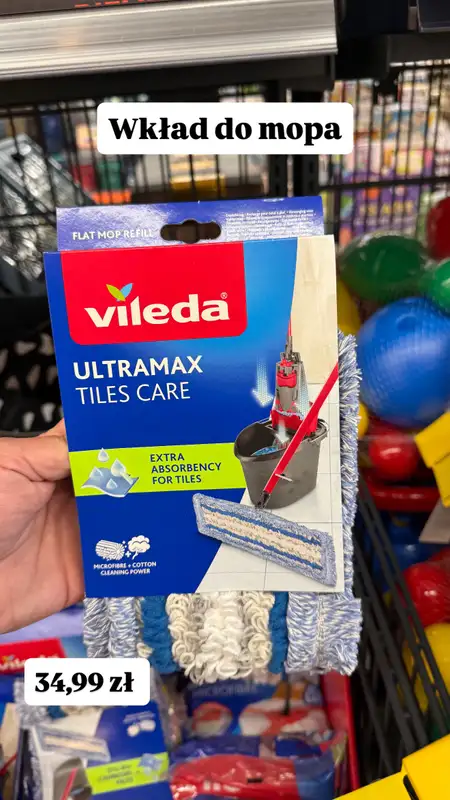 Wkład do mopa
FLAT MOP REFILL
vileda®
ULTRAMAX
TILES CARE
EXTRA
ABSORBENCY
FOR TILES
MICROFIBRE + COTTON
CLEANING POWER
34,99 zł
vileda